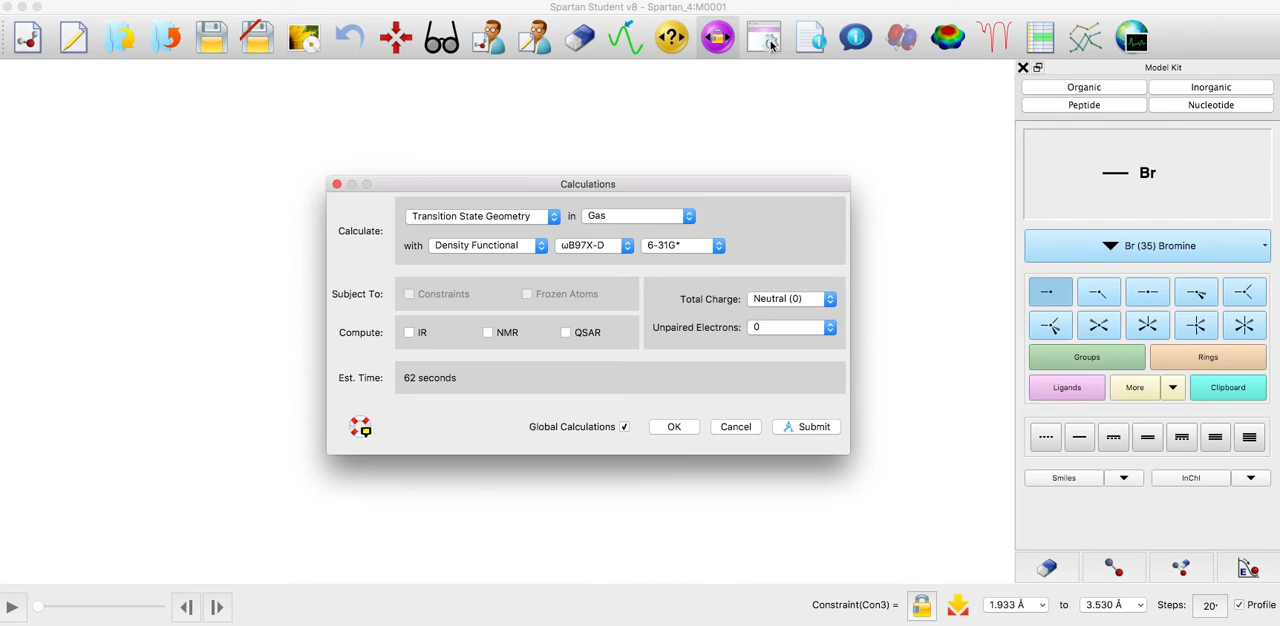 Spartan Student v8 - Spartan_4:M0001
Model Kit
Organic
Inorganic
Peptide
Nucleotide
Br
Br (35) Bromine
Groups
Rings
Ligands
More
Clipboard
Smiles
InChI
Calculations
Calculate:
Transition State Geometry
in
Gas
with
Density Functional
ωB97X-D
6-31G*
Subject To:
Constraints
Frozen Atoms
Total Charge:
Neutral (0)
Compute:
IR
NMR
QSAR
Unpaired Electrons:
0
Est. Time:
62 seconds
Global Calculations
OK
Cancel
Submit
Constraint(Con3) =
1.933 Å
to
3.530 Å
Steps:
20
Profile